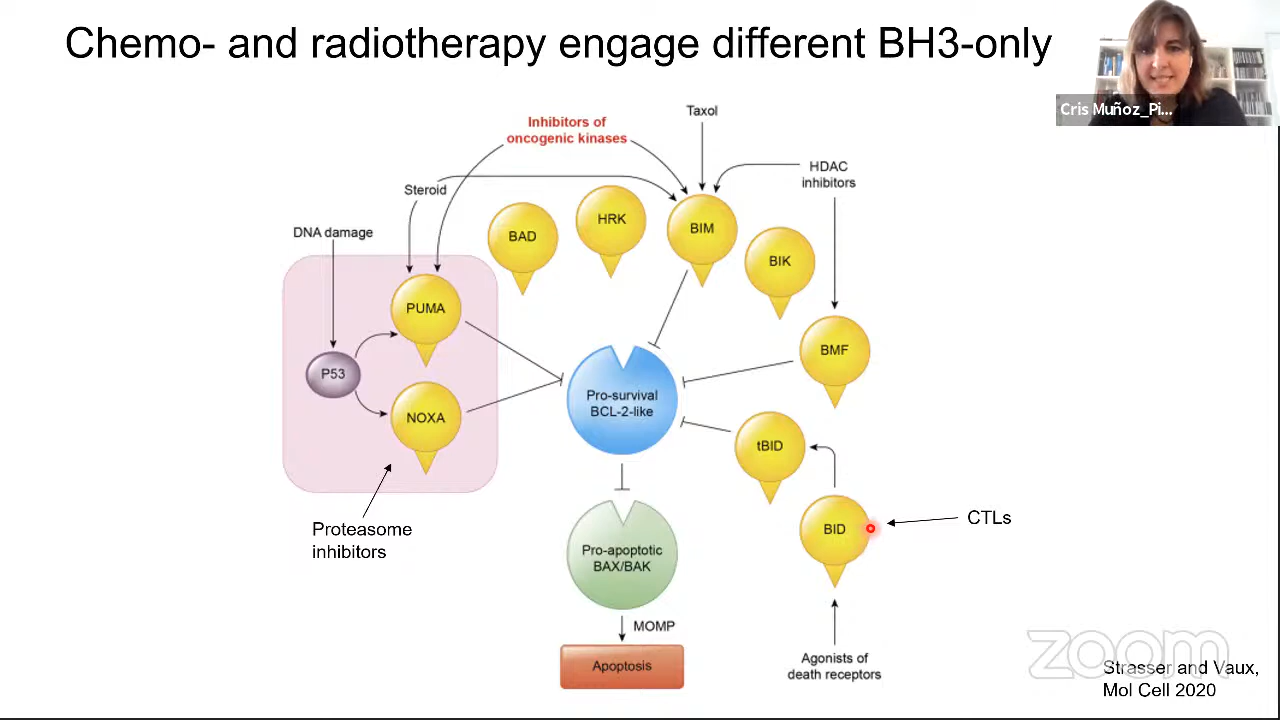 Chemo- and radiotherapy engage different BH3-only
Cris Muñoz_Pi...
Inhibitors of
oncogenic kinases
Taxol
HDAC
inhibitors
Steroid
DNA damage
BAD
HRK
BIM
BIK
PUMA
P53
NOXA
BMF
Pro-survival
BCL-2-like
tBID
BID
CTLs
Proteasome
inhibitors
Pro-apoptotic
BAX/BAK
MOMP
Apoptosis
Agonists of
death receptors
zoom
Strasser and Vaux,
Mol Cell 2020